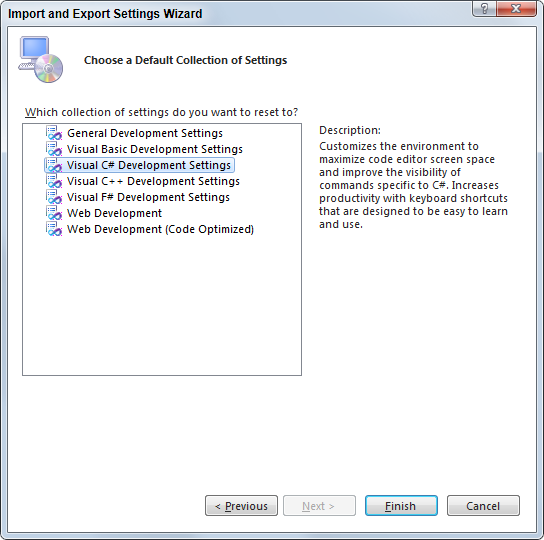 Import and Export Settings Wizard
?
Choose a Default Collection of Settings
Which collection of settings do you want to reset to?
General Development Settings
Visual Basic Development Settings
Visual C# Development Settings
Visual C++ Development Settings
Visual F# Development Settings
Web Development
Web Development (Code Optimized)
Description:
Customizes the environment to
maximize code editor screen space
and improve the visibility of
commands specific to C#. Increases
productivity with keyboard shortcuts
that are designed to be easy to learn
and use.
< Previous
Next >
Finish
Cancel